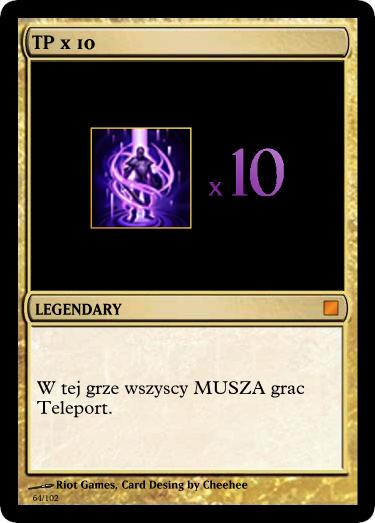 TP x 10
x 10
LEGENDARY
W tej grze wszyscy MUSZA grac
Teleport.
Riot Games, Card Desing by Cheehee
64/102